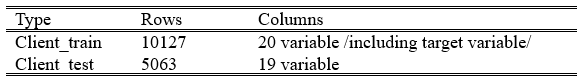 Type Rows Columns
Client_train 10127 20 variable /including target variable/
Client_test 5063 19 variable